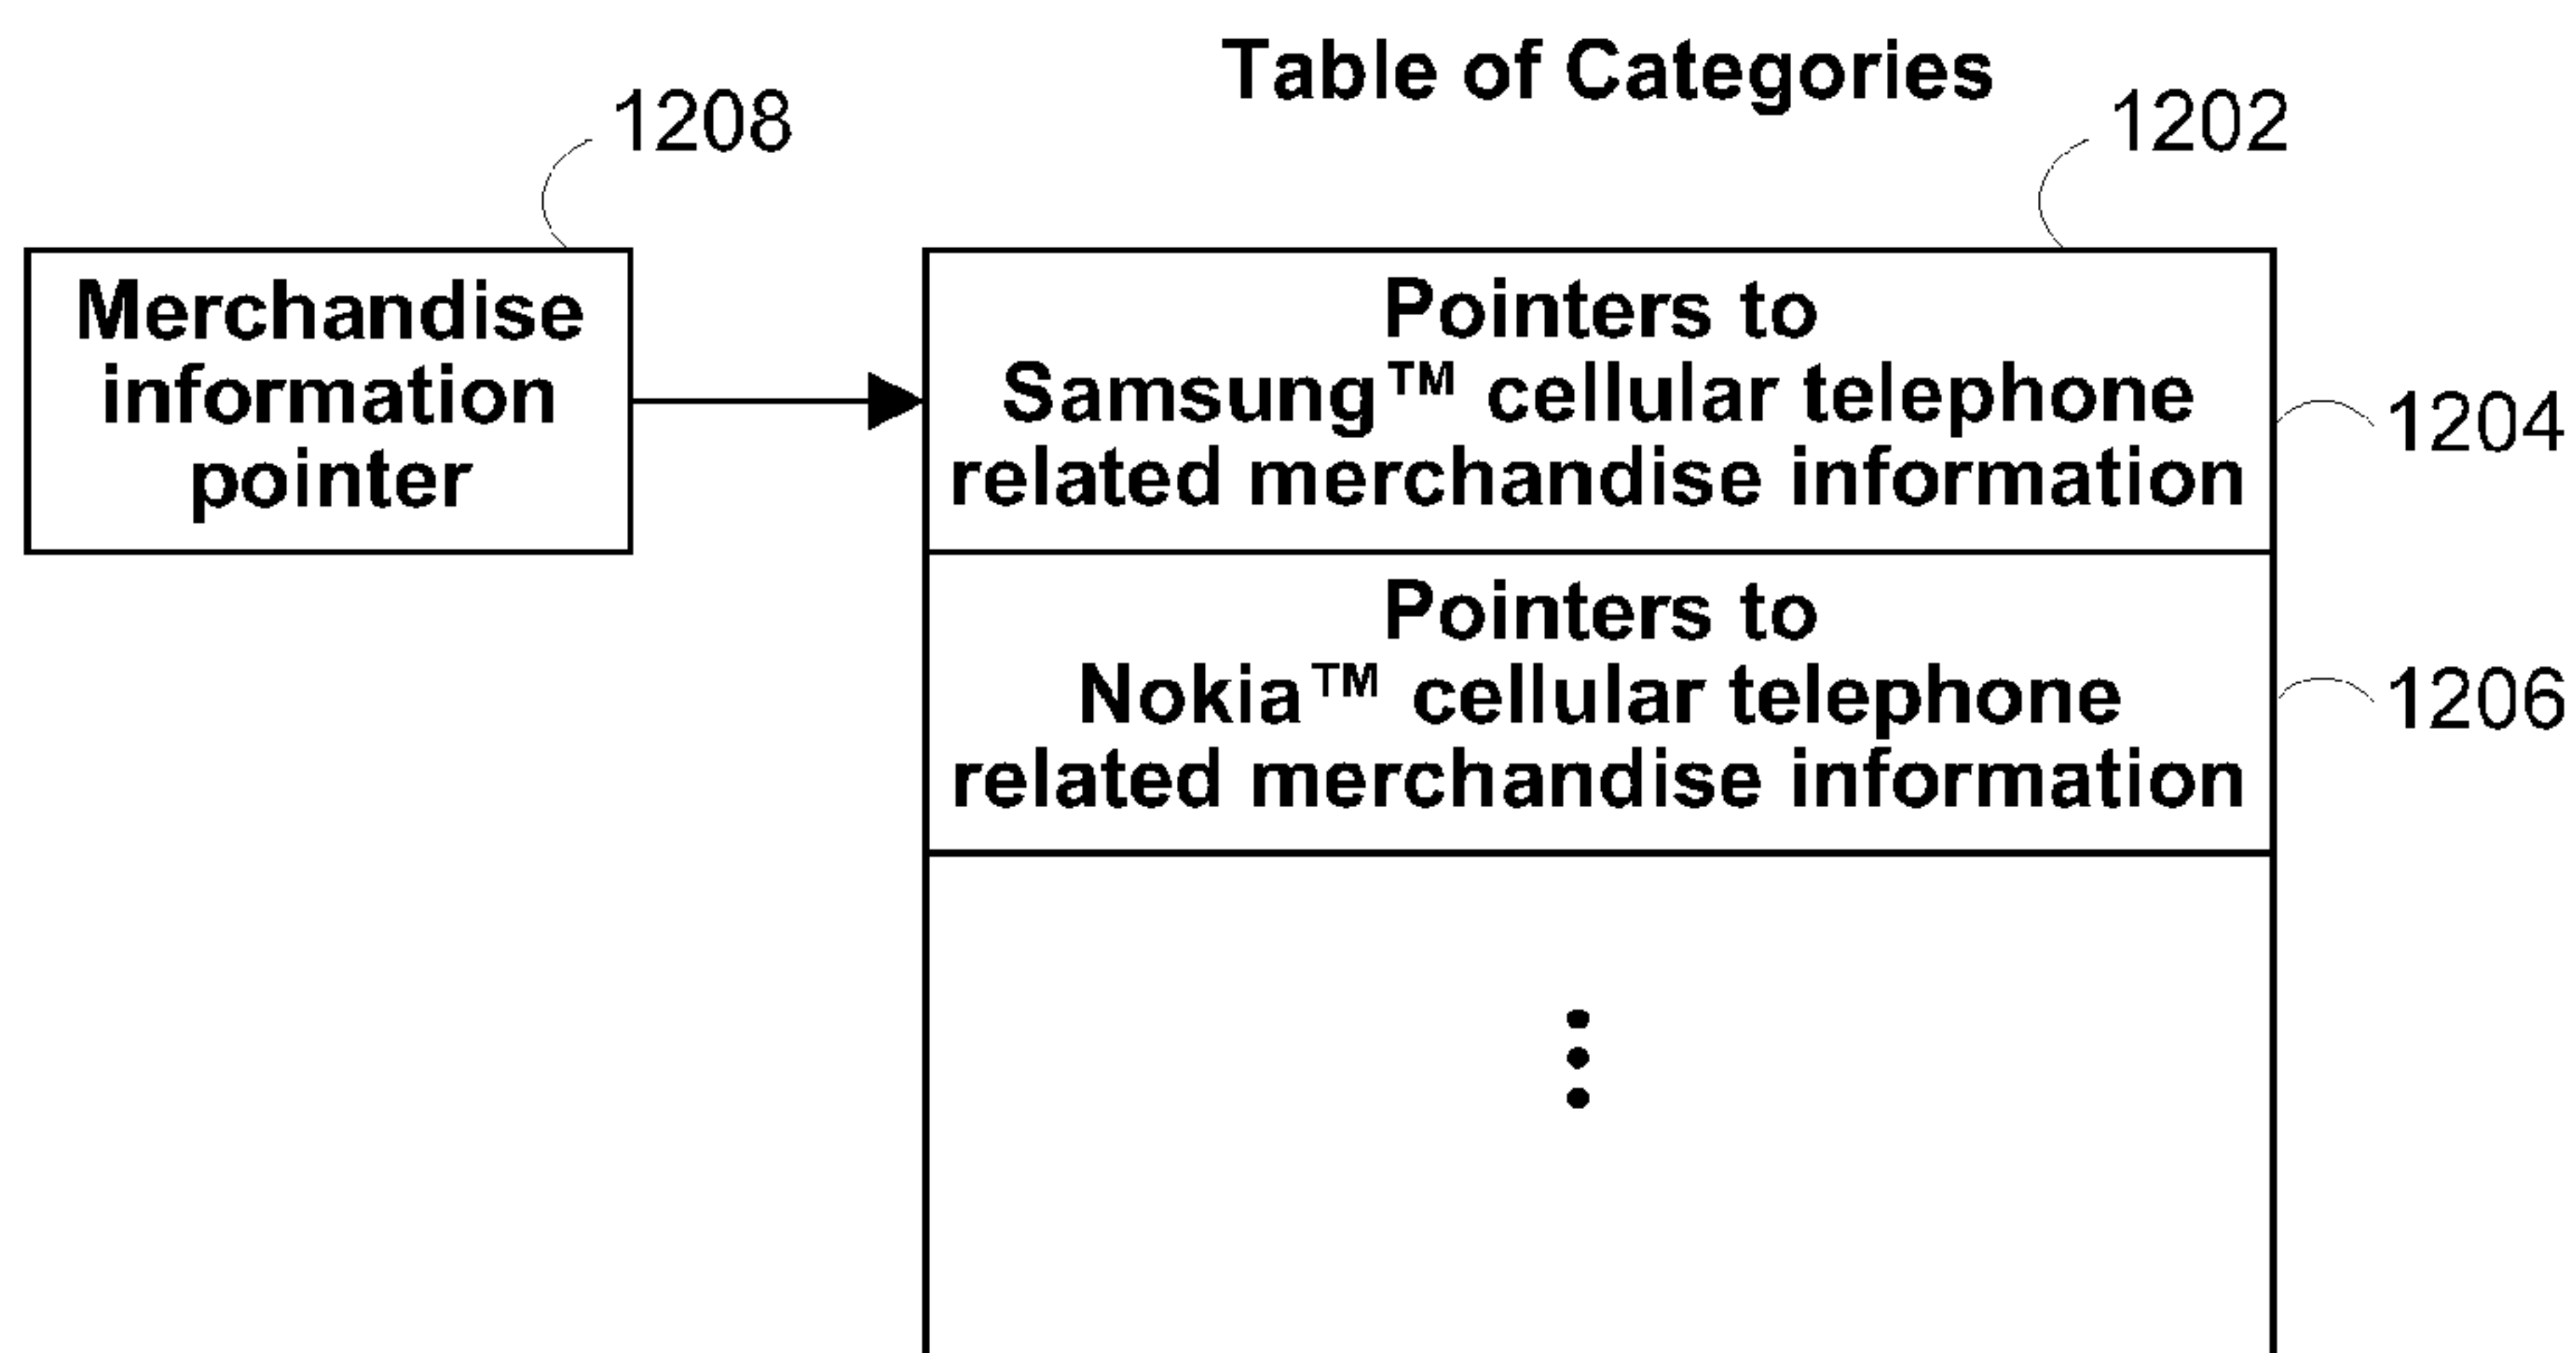 Table of Categories
1208
1202
Merchandise
information
pointer
Pointers to
Samsung™ cellular telephone
related merchandise information
1204
Pointers to
Nokia™ cellular telephone
related merchandise information
1206